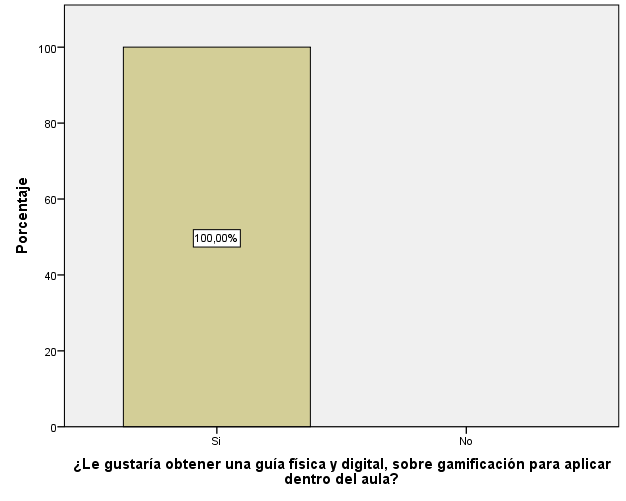 Porcentaje
100
80
60
40
20
0
100,00%
Si
No
¿Le gustaría obtener una guía física y digital, sobre gamificación para aplicar
dentro del aula?